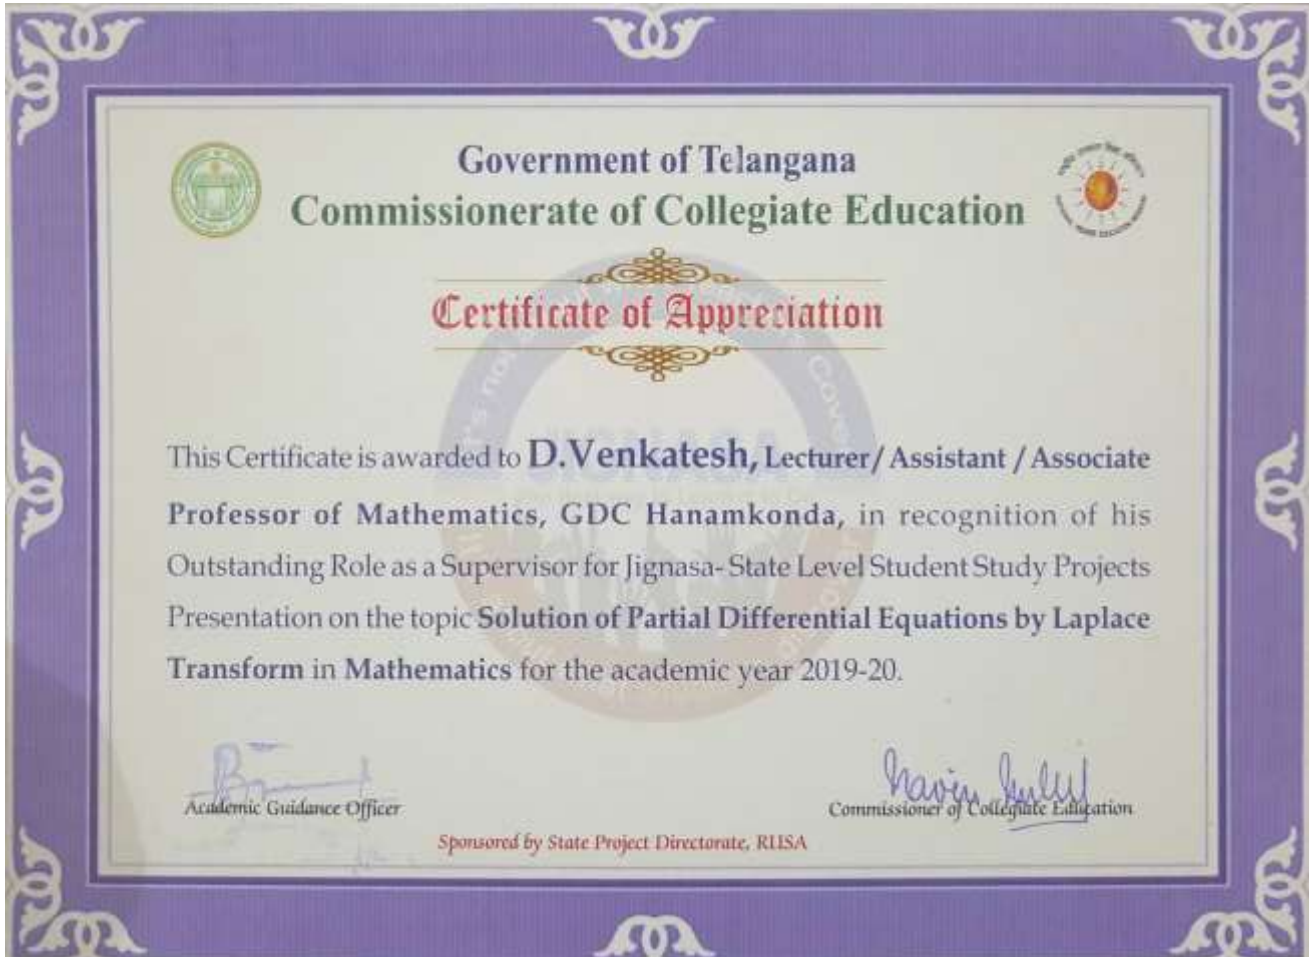 Government of Telangana
Commissionerate of Collegiate Education
Certificate of Appreciation
JIGNASA
This Certificate is awarded to D.Venkatesh, Lecturer/ Assistant / Associate
Professor of Mathematics, GDC Hanamkonda, in recognition of his
Outstanding Role as a Supervisor for Jignasa- State Level Student Study Projects
Presentation on the topic Solution of Partial Differential Equations by Laplace
Transform in Mathematics for the academic year 2019-20.
Academic Guidance Officer
Commissioner of Collegiate Education
Sponsored by State Project Directorate, RUSA